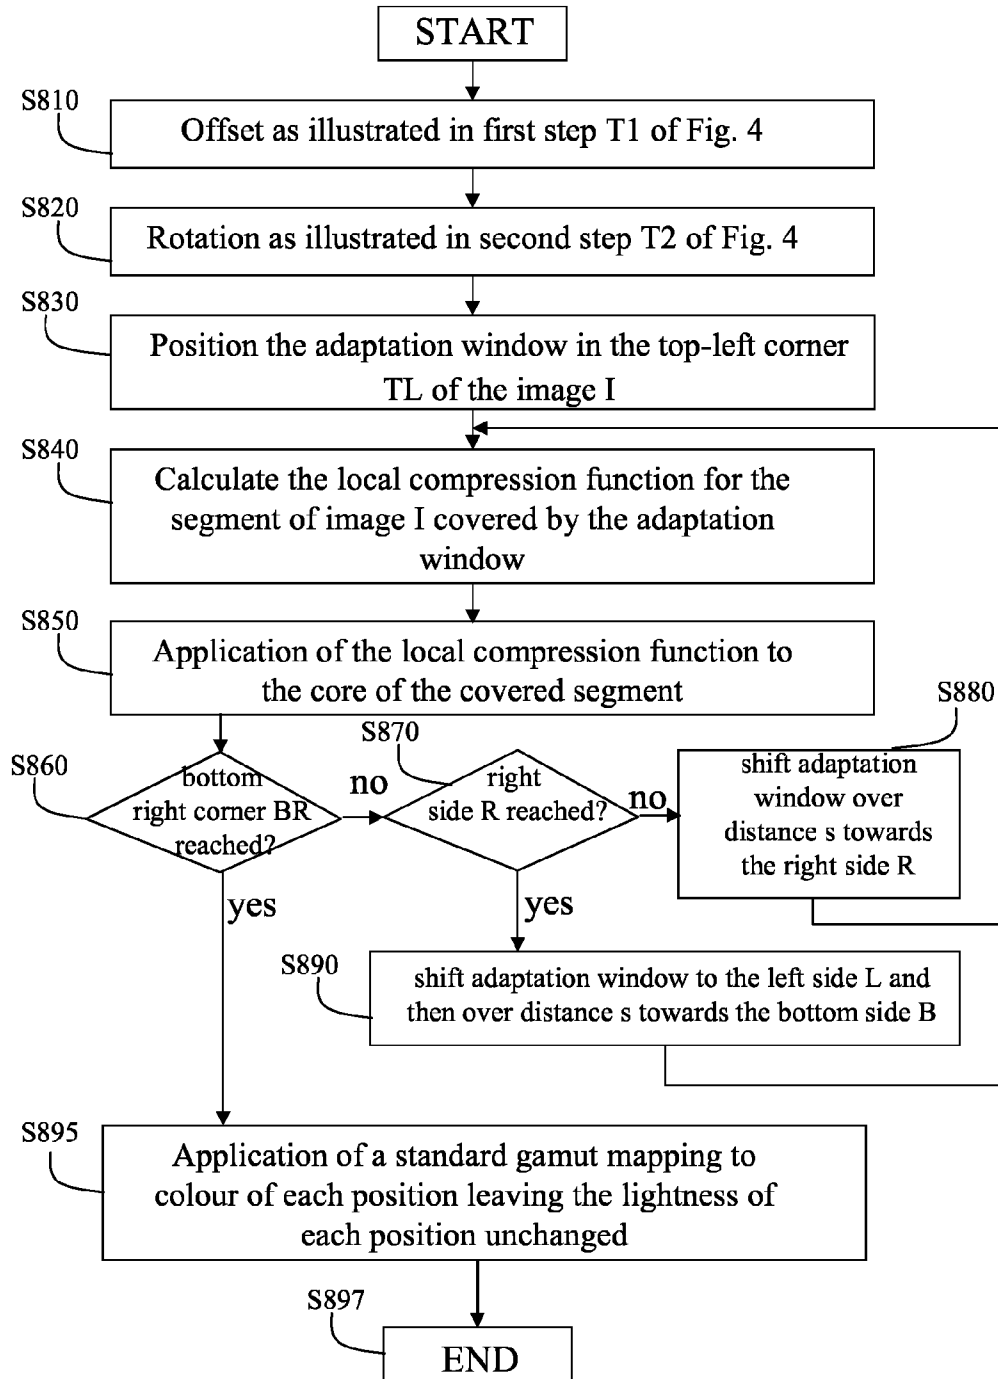 START
S810
Offset as illustrated in first step T1 of Fig. 4
S820
Rotation as illustrated in second step T2 of Fig. 4
S830
Position the adaptation window in the top-left corner
TL of the image I
S840
Calculate the local compression function for the
segment of image I covered by the adaptation
window
S850
Application of the local compression function to
the core of the covered segment
S860
bottom
right corner BR
reached?
no
yes
S870
right
side R reached?
no
yes
S880
shift adaptation
window over
distance s towards
the right side R
S890
shift adaptation window to the left side L and
then over distance s towards the bottom side B
S895
Application of a standard gamut mapping to
colour of each position leaving the lightness of
each position unchanged
S897
END